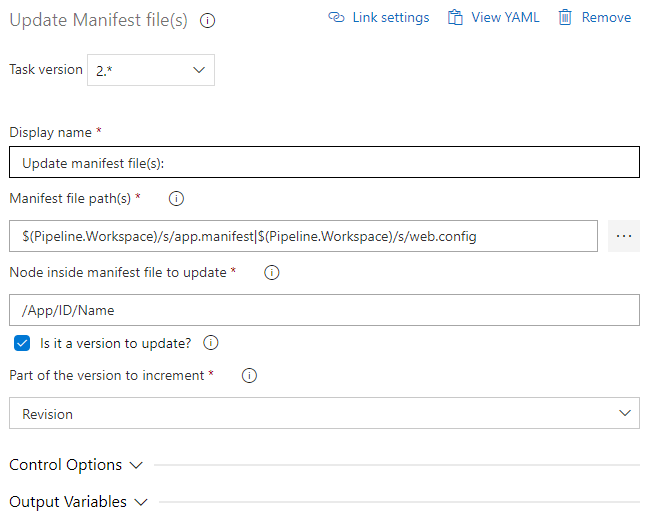 Update Manifest file(s) Link settings View YAML Remove
Task version 2.*
Display name *
Update manifest file(s):
Manifest file path(s) *
$(Pipeline.Workspace)/s/app.manifest|$(Pipeline.Workspace)/s/web.config ...
Node inside manifest file to update *
/App/ID/Name
Is it a version to update?
Part of the version to increment *
Revision
Control Options
Output Variables